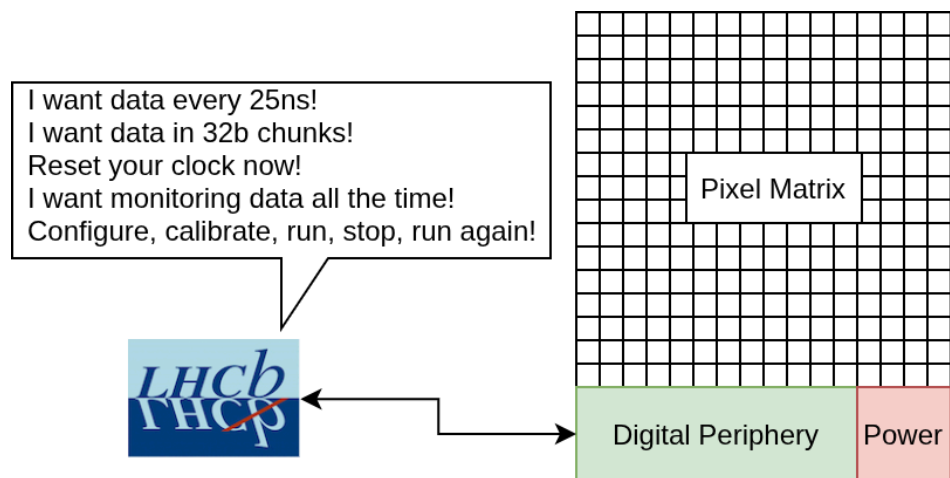 I want data every 25ns!
I want data in 32b chunks!
Reset your clock now!
I want monitoring data all the time!
Configure, calibrate, run, stop, run again!
Pixel Matrix
LHCb
LHCp
Digital Periphery
Power